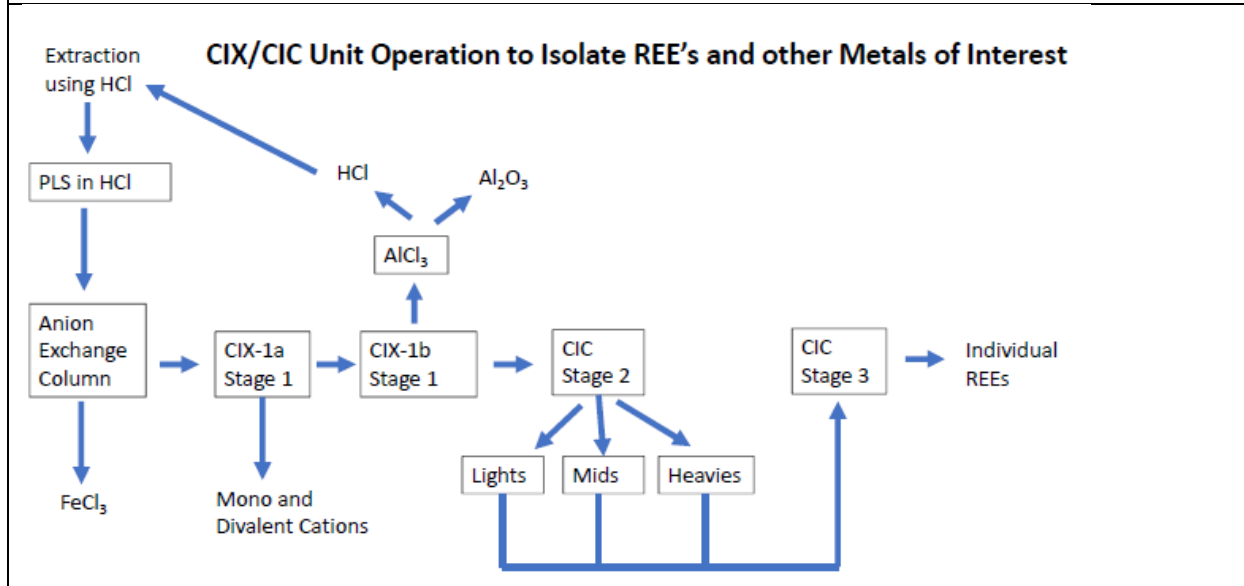 CIX/CIC Unit Operation to Isolate REE's and other Metals of Interest
Extraction
using HCl
PLS in HCl
HCl
Al₂O₃
AlCl₃
Anion
Exchange
Column
CIX-1a
Stage 1
CIX-1b
Stage 1
CIC
Stage 2
CIC
Stage 3
Individual
REEs
Lights
Mids
Heavies
FeCl₃
Mono and
Divalent Cations